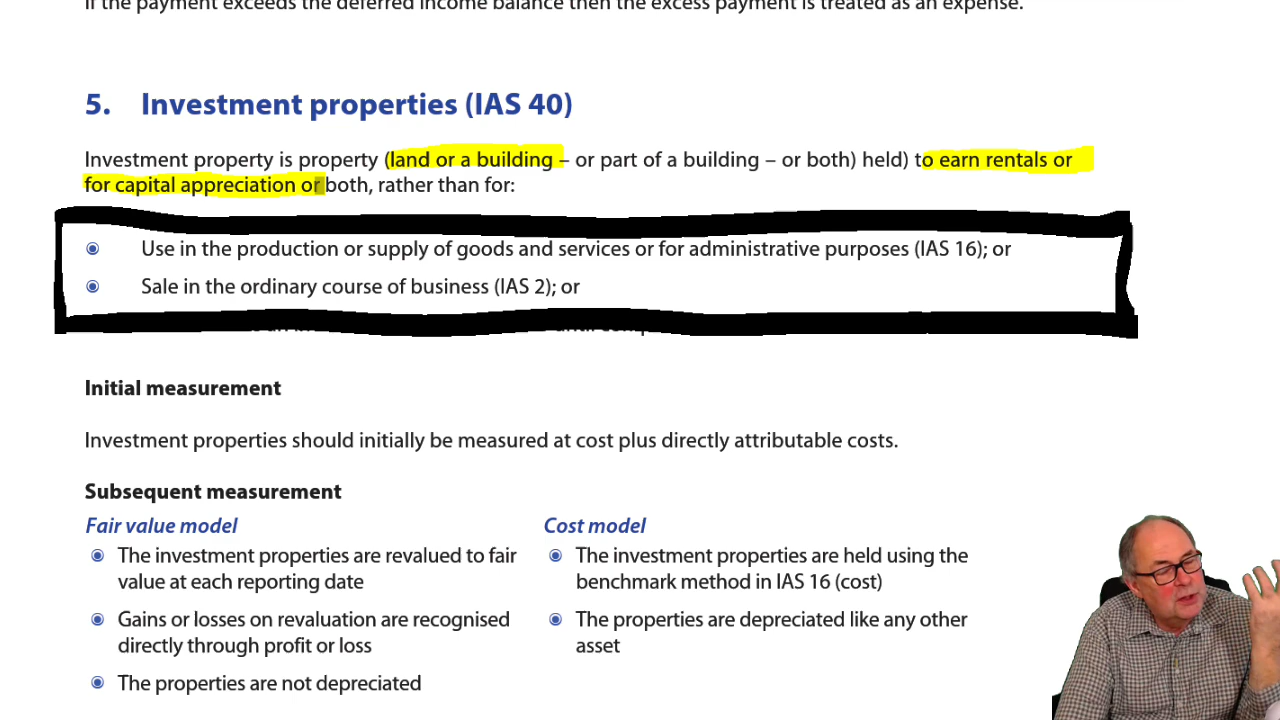 If the payment exceeds the deferred income balance then the excess payment is treated as an expense.
5. Investment properties (IAS 40)
Investment property is property (land or a building – or part of a building – or both) held) to earn rentals or
for capital appreciation or both, rather than for:
Use in the production or supply of goods and services or for administrative purposes (IAS 16); or
Sale in the ordinary course of business (IAS 2); or
Initial measurement
Investment properties should initially be measured at cost plus directly attributable costs.
Subsequent measurement
Fair value model
The investment properties are revalued to fair
value at each reporting date
Gains or losses on revaluation are recognised
directly through profit or loss
The properties are not depreciated
Cost model
The investment properties are held using the
benchmark method in IAS 16 (cost)
The properties are depreciated like any other
asset